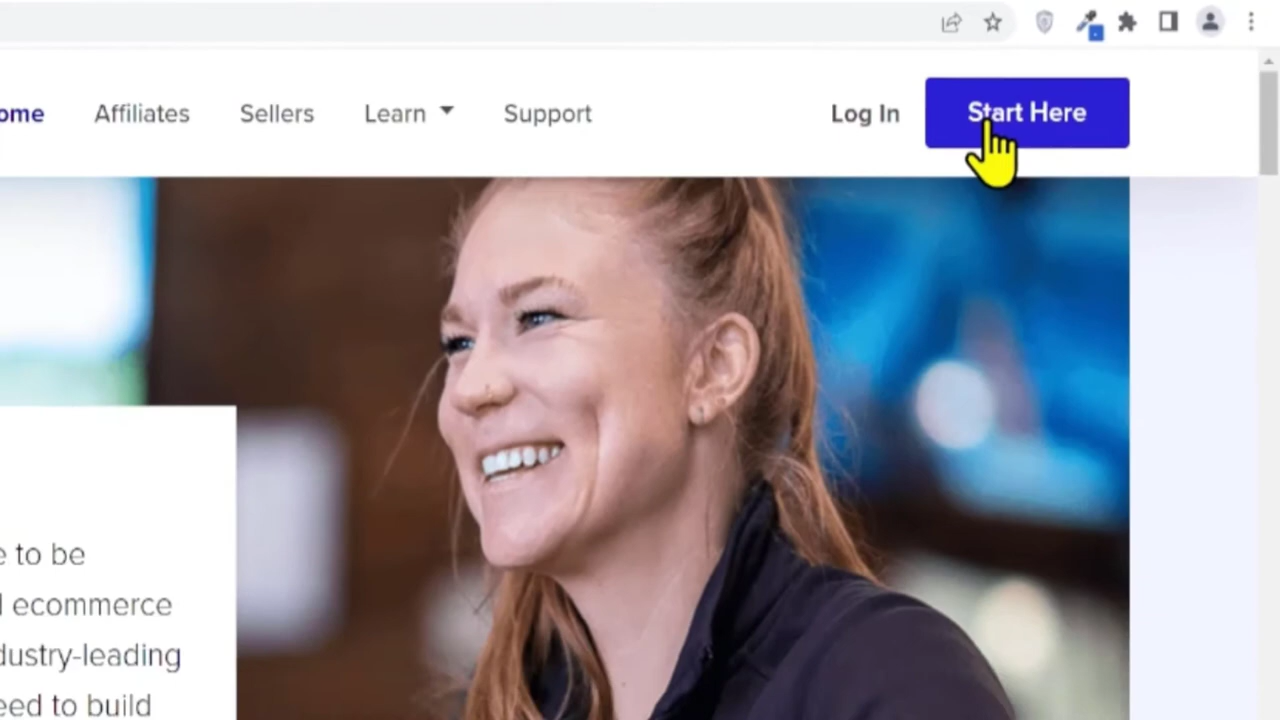 ome Affiliates Sellers Learn Support Log In Start Here
e to be
l ecommerce
dustry-leading
eed to build